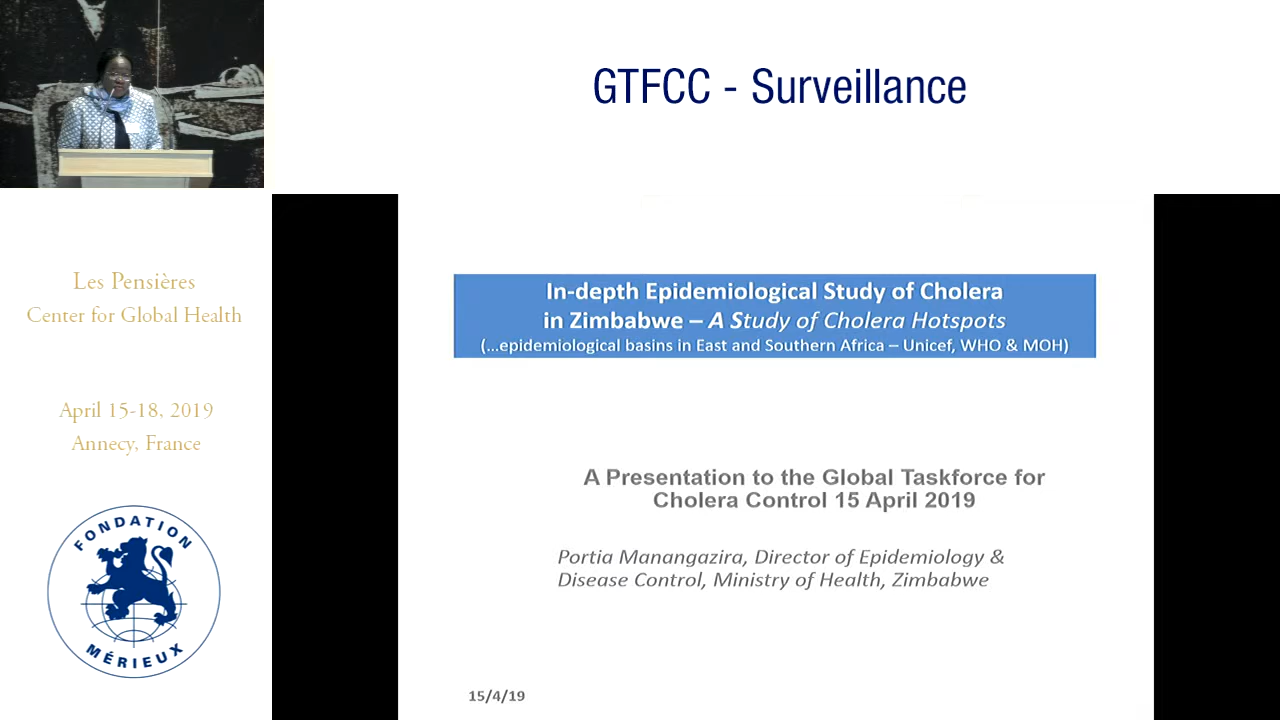 GTFCC - Surveillance
Les Pensières
Center for Global Health
April 15-18, 2019
Annecy, France
FONDATION
MÉRIEUX
In-depth Epidemiological Study of Cholera
in Zimbabwe – A Study of Cholera Hotspots
(...epidemiological basins in East and Southern Africa – Unicef, WHO & MOH)
A Presentation to the Global Taskforce for
Cholera Control 15 April 2019
Portia Manangazira, Director of Epidemiology &
Disease Control, Ministry of Health, Zimbabwe
15/4/19